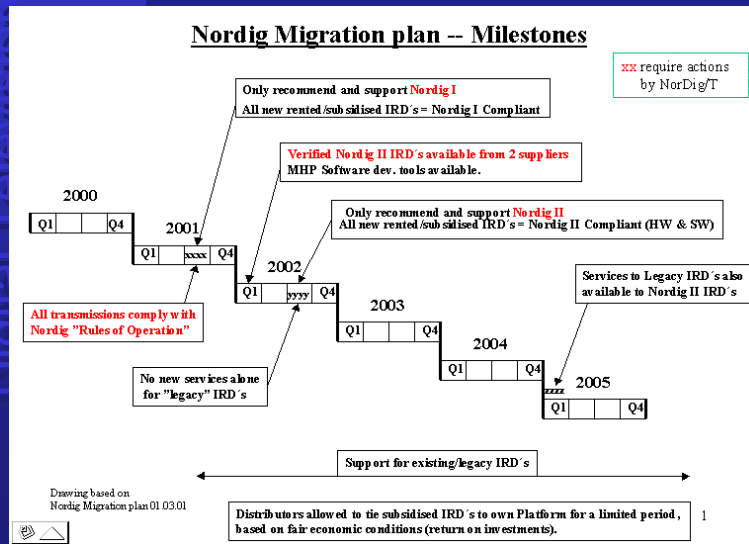 Nordig Migration plan -- Milestones
xx require actions
by NorDig/T
Only recommend and support Nordig I
All new rented/subsidised IRD´s = Nordig I Compliant
Verified Nordig II IRD´s available from 2 suppliers
MHP Software dev. tools available.
Only recommend and support Nordig II
All new rented/subsidised IRD´s = Nordig II Compliant (HW & SW)
2000
Q1 Q4
2001
Q1 xxxx Q4
2002
Q1 yyyy Q4
2003
Q1 Q4
2004
Q1 Q4
2005
Q1 Q4
Services to Legacy IRD´s also
available to Nordig II IRD´s
All transmissions comply with
Nordig ”Rules of Operation”
No new services alone
for ”legacy” IRD´s
Support for existing/legacy IRD´s
Drawing based on
Nordig Migration plan 01.03.01
Distributors allowed to tie subsidised IRD´s to own Platform for a limited period,
based on fair economic conditions (return on investments).
1